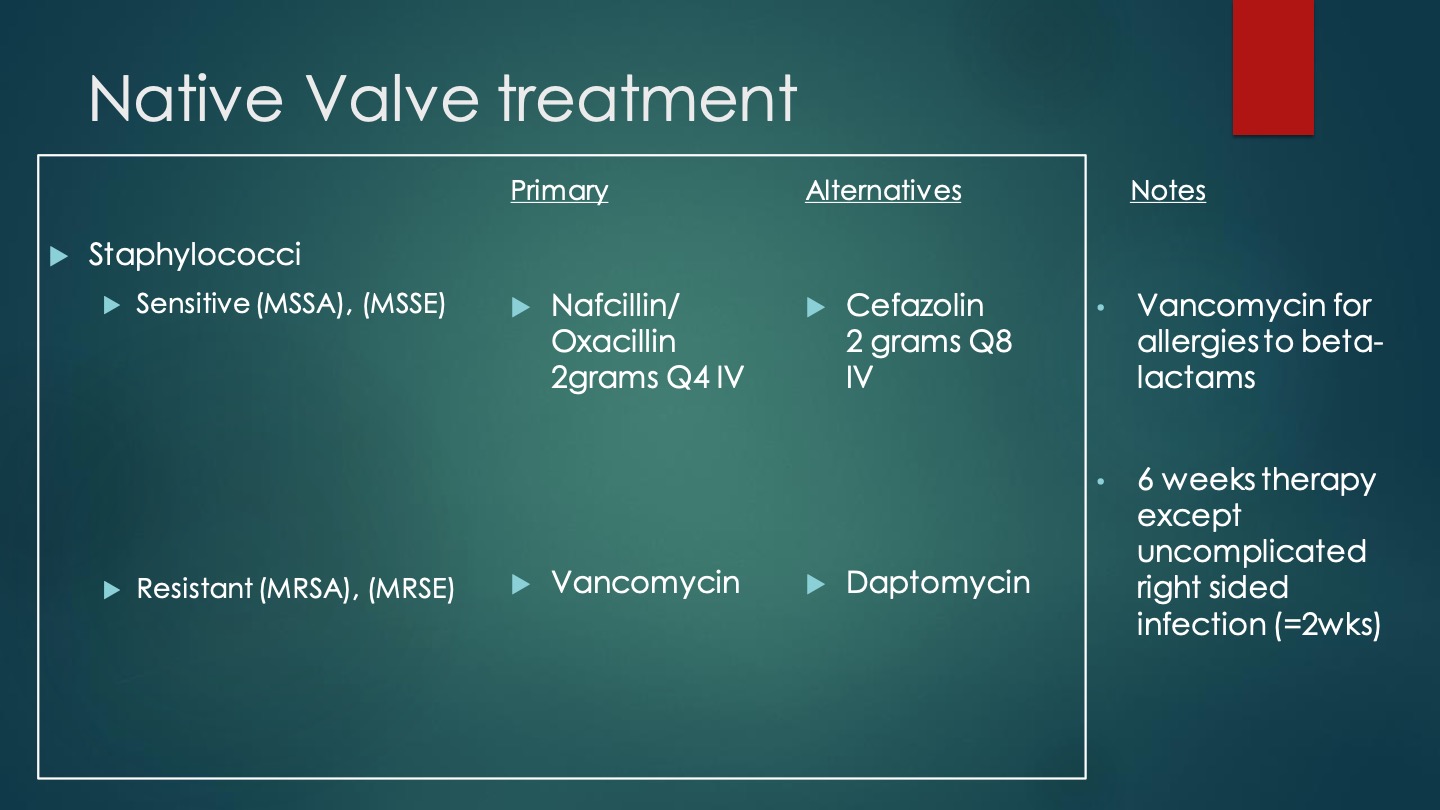 Native Valve treatment
Primary
Alternatives
Notes
Staphylococci
Sensitive (MSSA), (MSSE)
Nafcillin/
Oxacillin
2grams Q4 IV
Cefazolin
2 grams Q8
IV
Vancomycin for
allergies to beta-
lactams
Resistant (MRSA), (MRSE)
Vancomycin
Daptomycin
6 weeks therapy
except
uncomplicated
right sided
infection (=2wks)